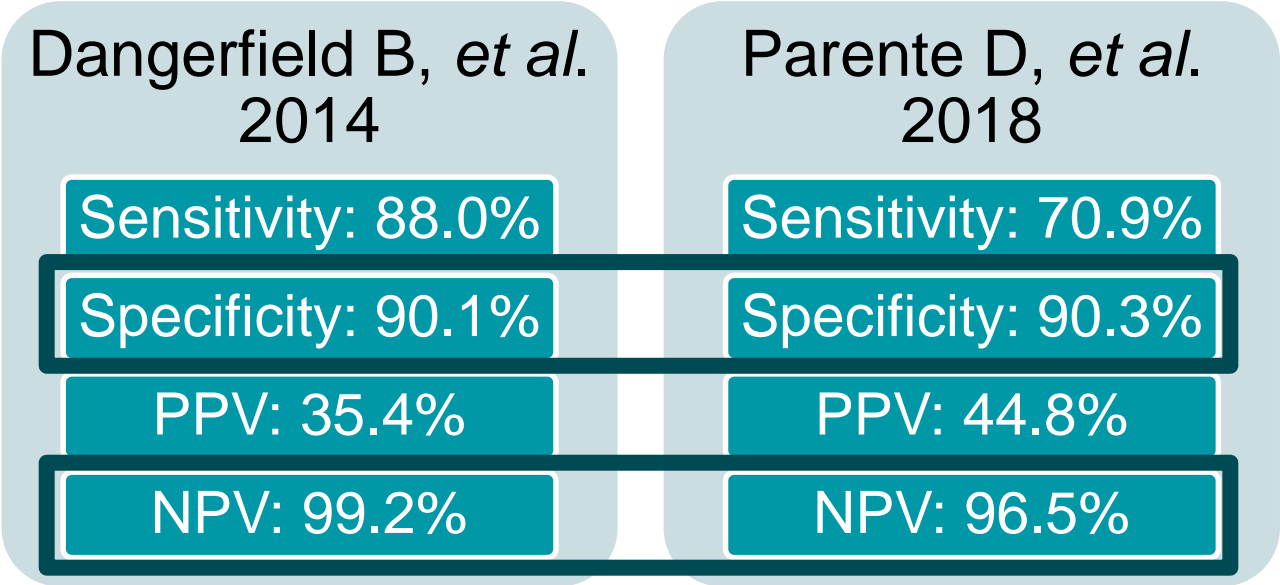 Dangerfield B, et al.
2014
Sensitivity: 88.0%
Specificity: 90.1%
PPV: 35.4%
NPV: 99.2%
Parente D, et al.
2018
Sensitivity: 70.9%
Specificity: 90.3%
PPV: 44.8%
NPV: 96.5%